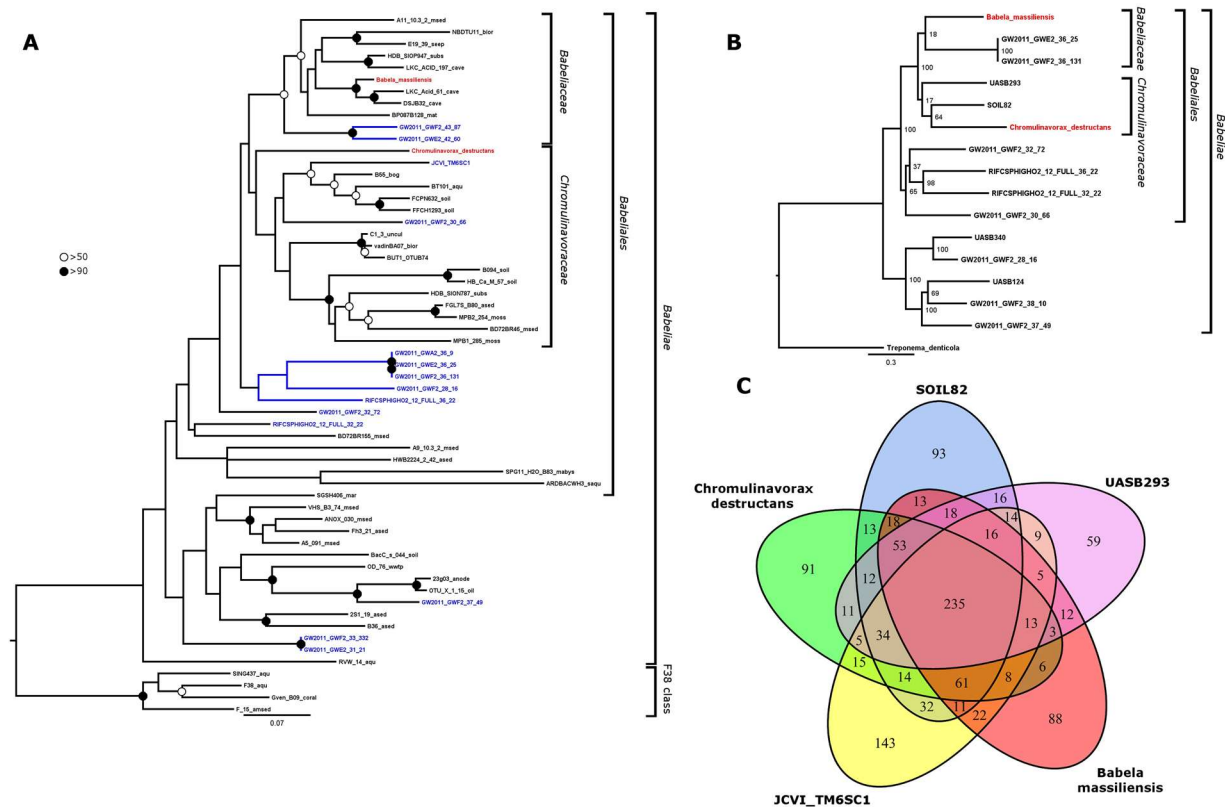 A
A11_10.3_2_msed
NBDTU11_bior
E19_39_seep
HDB_SIOP947_subs
LKC_ACID_197_cave
Babela_massiliensis
LKC_Acid_61_cave
DSJB32_cave
BP087B128_mat
GW2011_GWF2_43_87
GW2011_GWE2_42_60
Chromulinavorax_destructans
JCVI_TM6SC1
B55_bog
BT101_aqu
FCPN632_soil
FFCH1293_soil
GW2011_GWF2_30_66
C1_3_uncul
vadinBA07_bior
BUT1_OTUB74
B094_soil
HB_Ca_M_57_soil
HDB_SION787_subs
FGL7S_B80_ased
MPB2_254_moss
BD72BR46_msed
MPB1_285_moss
GW2011_GWA2_36_9
GW2011_GWE2_36_25
GW2011_GWF2_36_131
GW2011_GWF2_28_16
RIFCSPHIGHO2_12_FULL_36_22
GW2011_GWF2_32_72
RIFCSPHIGHO2_12_FULL_32_22
BD72BR155_msed
A9_10.3_2_msed
HWB2224_2_42_ased
SPG11_H2O_B83_mabys
ARDBACWH3_saqu
SGSH406_mar
VHS_B3_74_msed
ANOX_030_msed
Fh3_21_ased
A5_091_msed
BacC_s_044_soil
OD_76_wwtp
23g03_anode
OTU_X_1_15_oil
GW2011_GWF2_37_49
2S1_19_ased
B36_ased
GW2011_GWF2_33_332
GW2011_GWE2_31_21
RVW_14_aqu
SING437_aqu
F38_aqu
Gven_B09_coral
F_15_amsed
0.07
>50
>90
Babeliaceae
Chromulinavoraceae
Babeliales
Babeliae
F38 class
B
Babela_massiliensis
18
GW2011_GWE2_36_25
100
GW2011_GWF2_36_131
100
UASB293
17
SOIL82
64
Chromulinavorax_destructans
100
GW2011_GWF2_32_72
37
RIFCSPHIGHO2_12_FULL_36_22
98
65
RIFCSPHIGHO2_12_FULL_32_22
GW2011_GWF2_30_66
UASB340
100
GW2011_GWF2_28_16
100
UASB124
69
GW2011_GWF2_38_10
100
GW2011_GWF2_37_49
Treponema_denticola
0.3
Babeliaceae
Chromulinavoraceae
Babeliales
Babeliae
C
SOIL82
UASB293
Chromulinavorax
destructans
JCVI_TM6SC1
Babela
massiliensis
93
13 18 16
13 18 14 9 59
53 16
91 12 5
11 235 12
5 34 13 3
15 14 61 8 6
32 11 22 88
143